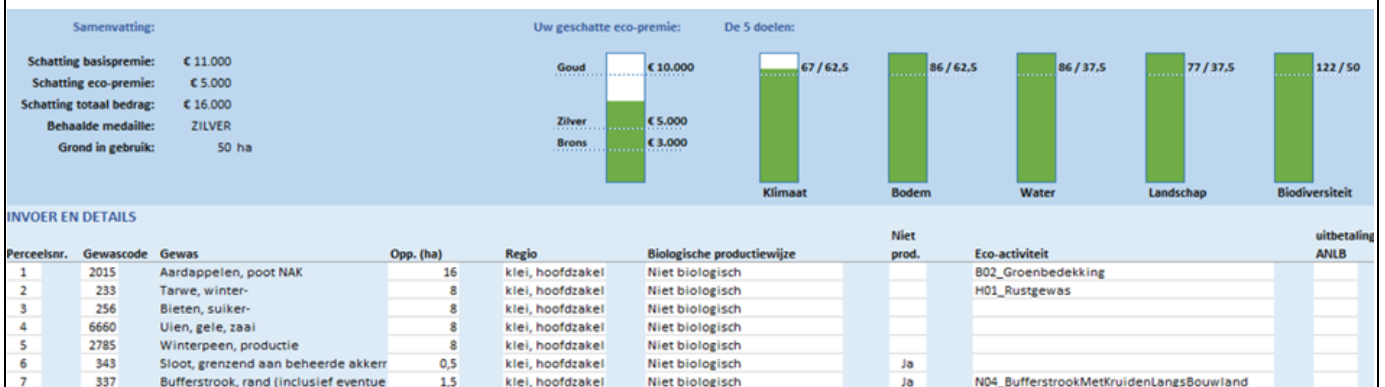 Samenvatting: Uw geschatte eco-premie: De 5 doelen:
Schatting basispremie: € 11.000 Goud € 10.000 67 / 62,5 86 / 62,5 86 / 37,5 77 / 37,5 122 / 50
Schatting eco-premie: € 5.000
Schatting totaal bedrag: € 16.000
Behaalde medaille: ZILVER Zilver € 5.000
Grond in gebruik: 50 ha Brons € 3.000
Klimaat Bodem Water Landschap Biodiversiteit
INVOER EN DETAILS
Niet uitbetaling
Perceelsnr. Gewascode Gewas Opp. (ha) Regio Biologische productiewijze prod. Eco-activiteit ANLB
1 2015 Aardappelen, poot NAK 16 klei, hoofdzakel Niet biologisch B02_Groenbedekking
2 233 Tarwe, winter- 8 klei, hoofdzakel Niet biologisch H01_Rustgewas
3 256 Bieten, suiker- 8 klei, hoofdzakel Niet biologisch
4 6660 Uien, gele, zaai 8 klei, hoofdzakel Niet biologisch
5 2785 Winterpeen, productie 8 klei, hoofdzakel Niet biologisch
6 343 Sloot, grenzend aan beheerde akkerr 0,5 klei, hoofdzakel Niet biologisch Ja
7 337 Bufferstrook, rand (inclusief eventue 1,5 klei, hoofdzakel Niet biologisch Ja N04_BufferstrookMetKruidenLangsBouwland